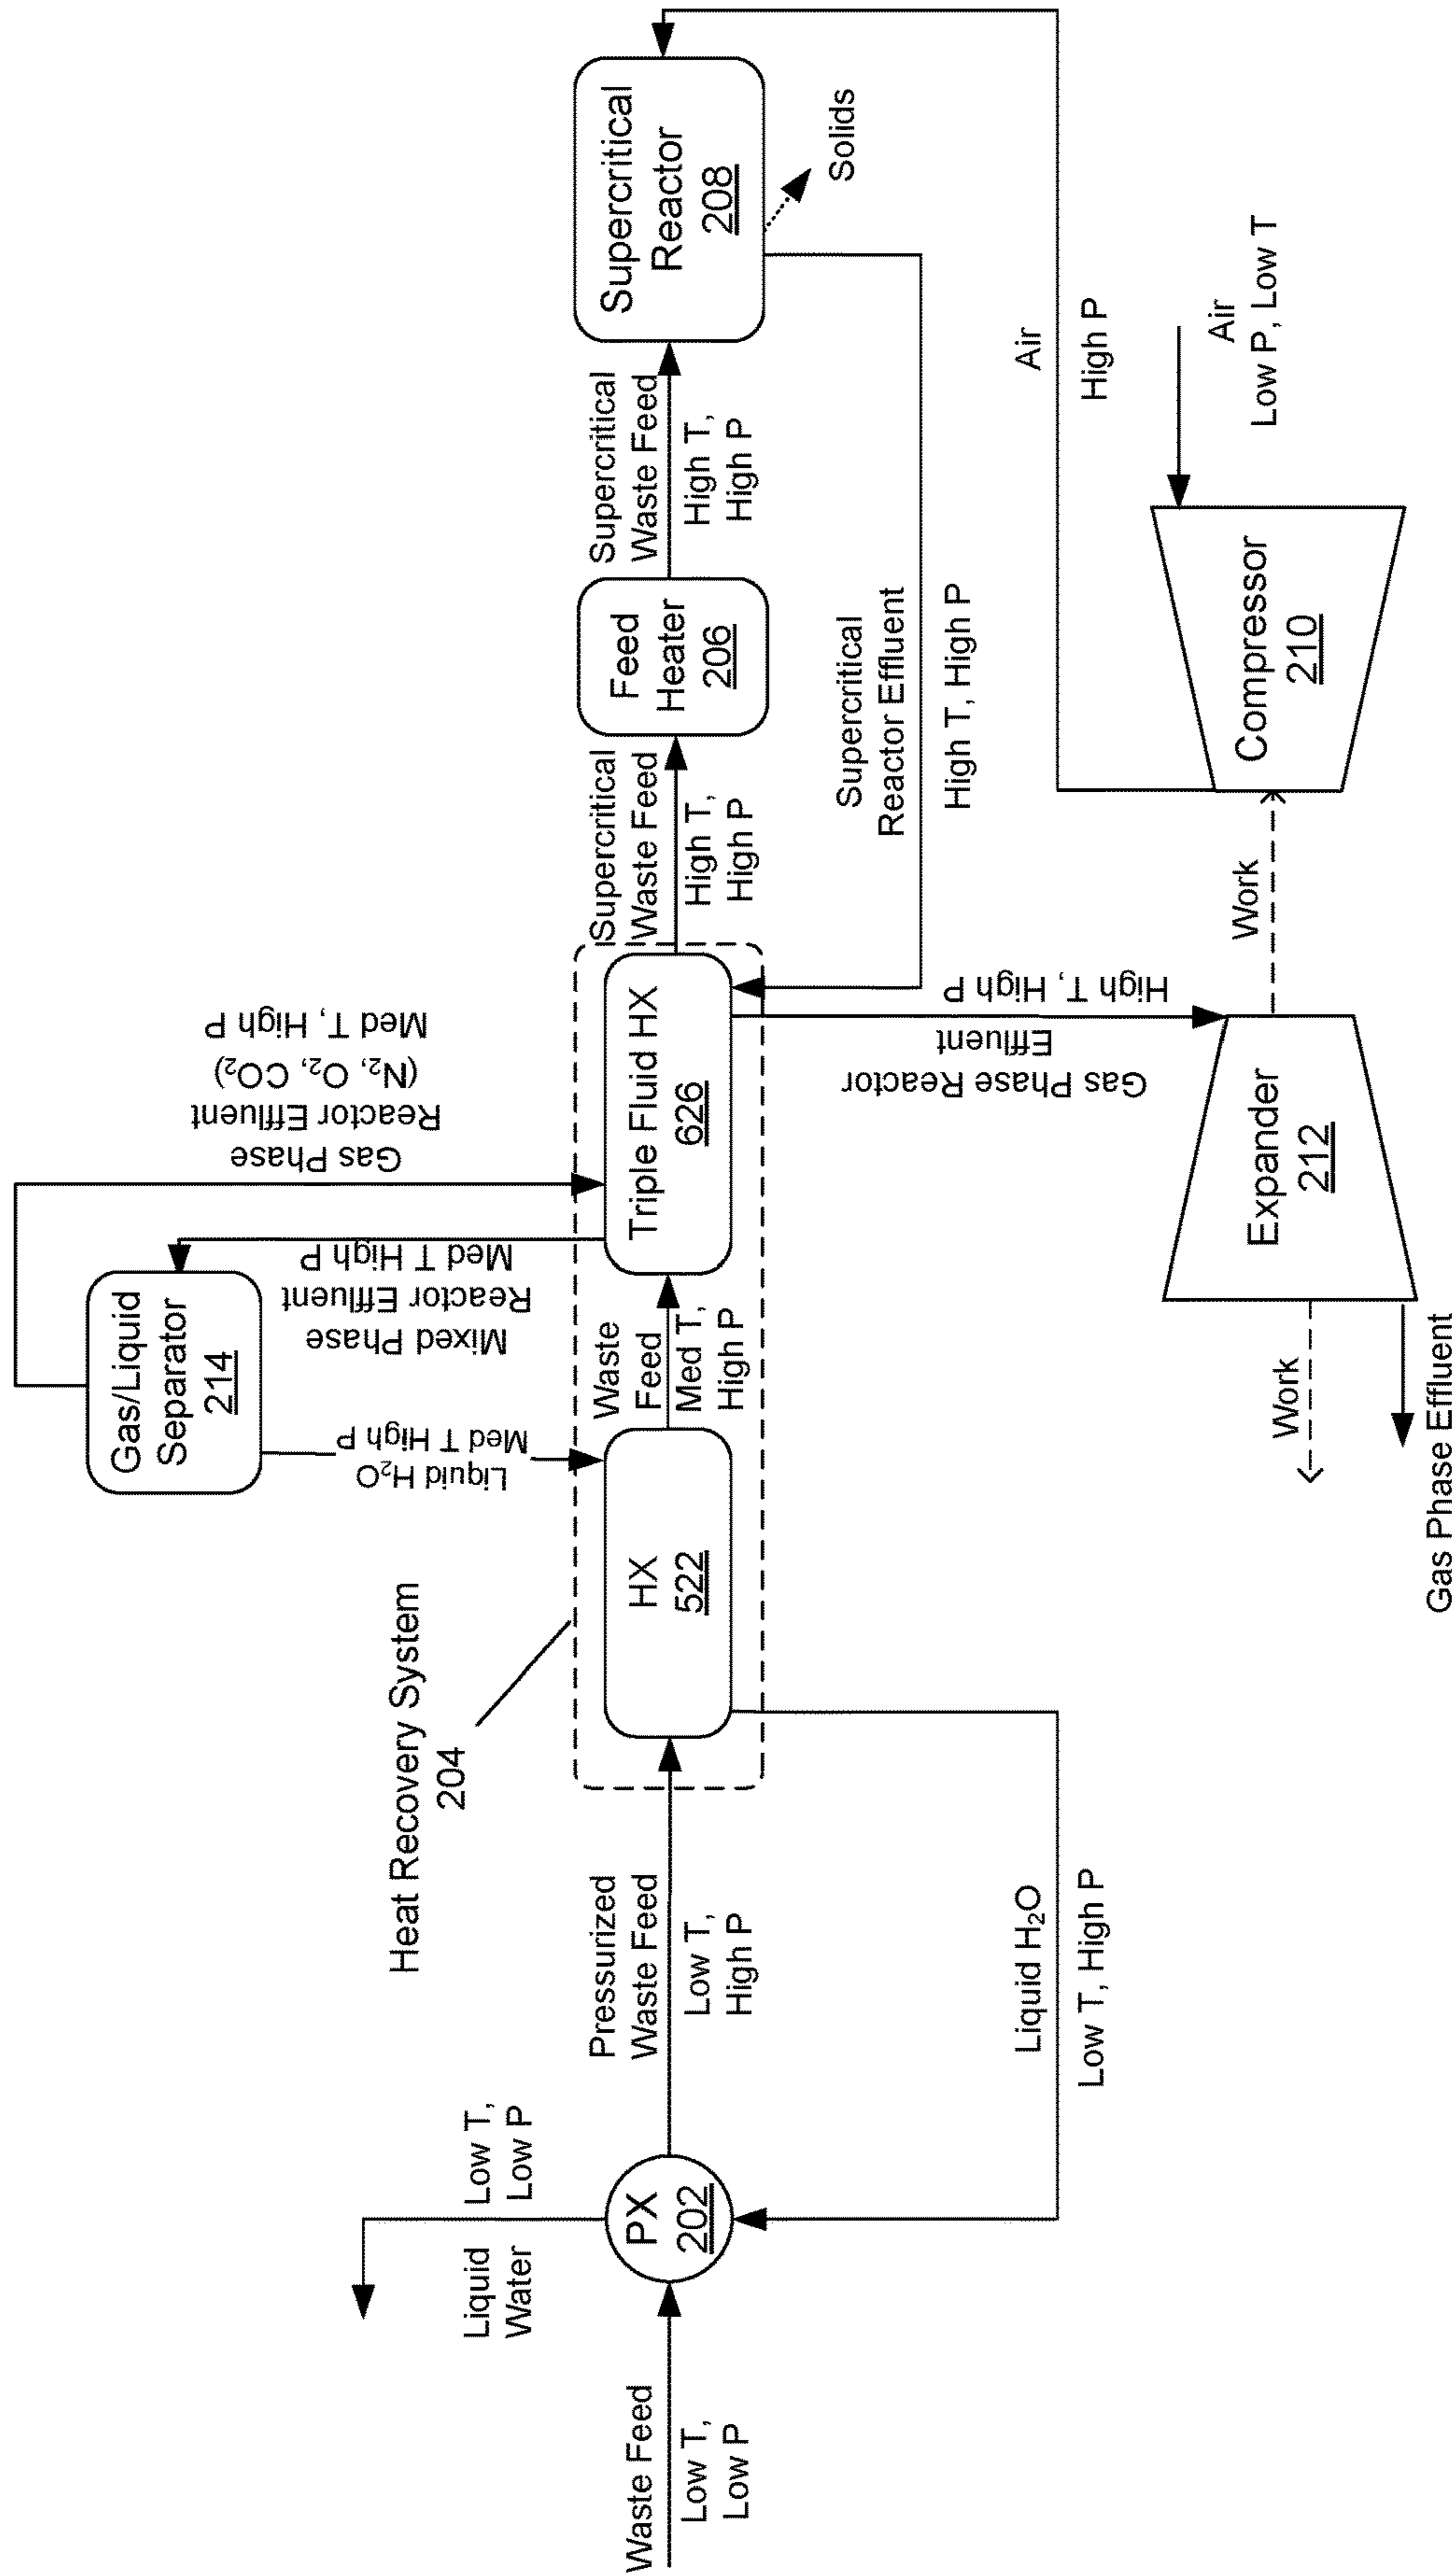 Waste Feed
Low T,
Low P
Liquid
Water
Low T,
Low P
PX
202
Pressurized
Waste Feed
Low T,
High P
Liquid H₂O
Low T, High P
Heat Recovery System
204
HX
522
Waste
Feed
Med T,
High P
Gas/Liquid
Separator
214
Liquid H₂O
Med T High P
Mixed Phase
Reactor Effluent
Med T High P
Gas Phase
Reactor Effluent
(N₂, O₂, CO₂)
Med T, High P
Triple Fluid HX
626
Supercritical
Waste Feed
High T,
High P
Feed
Heater
206
Supercritical
Waste Feed
High T,
High P
Supercritical
Reactor
208
Solids
Supercritical
Reactor Effluent
High T, High P
Gas Phase Reactor
Effluent
High T, High P
Air
High P
Air
Low P, Low T
Compressor
210
Work
Expander
212
Work
Gas Phase Effluent